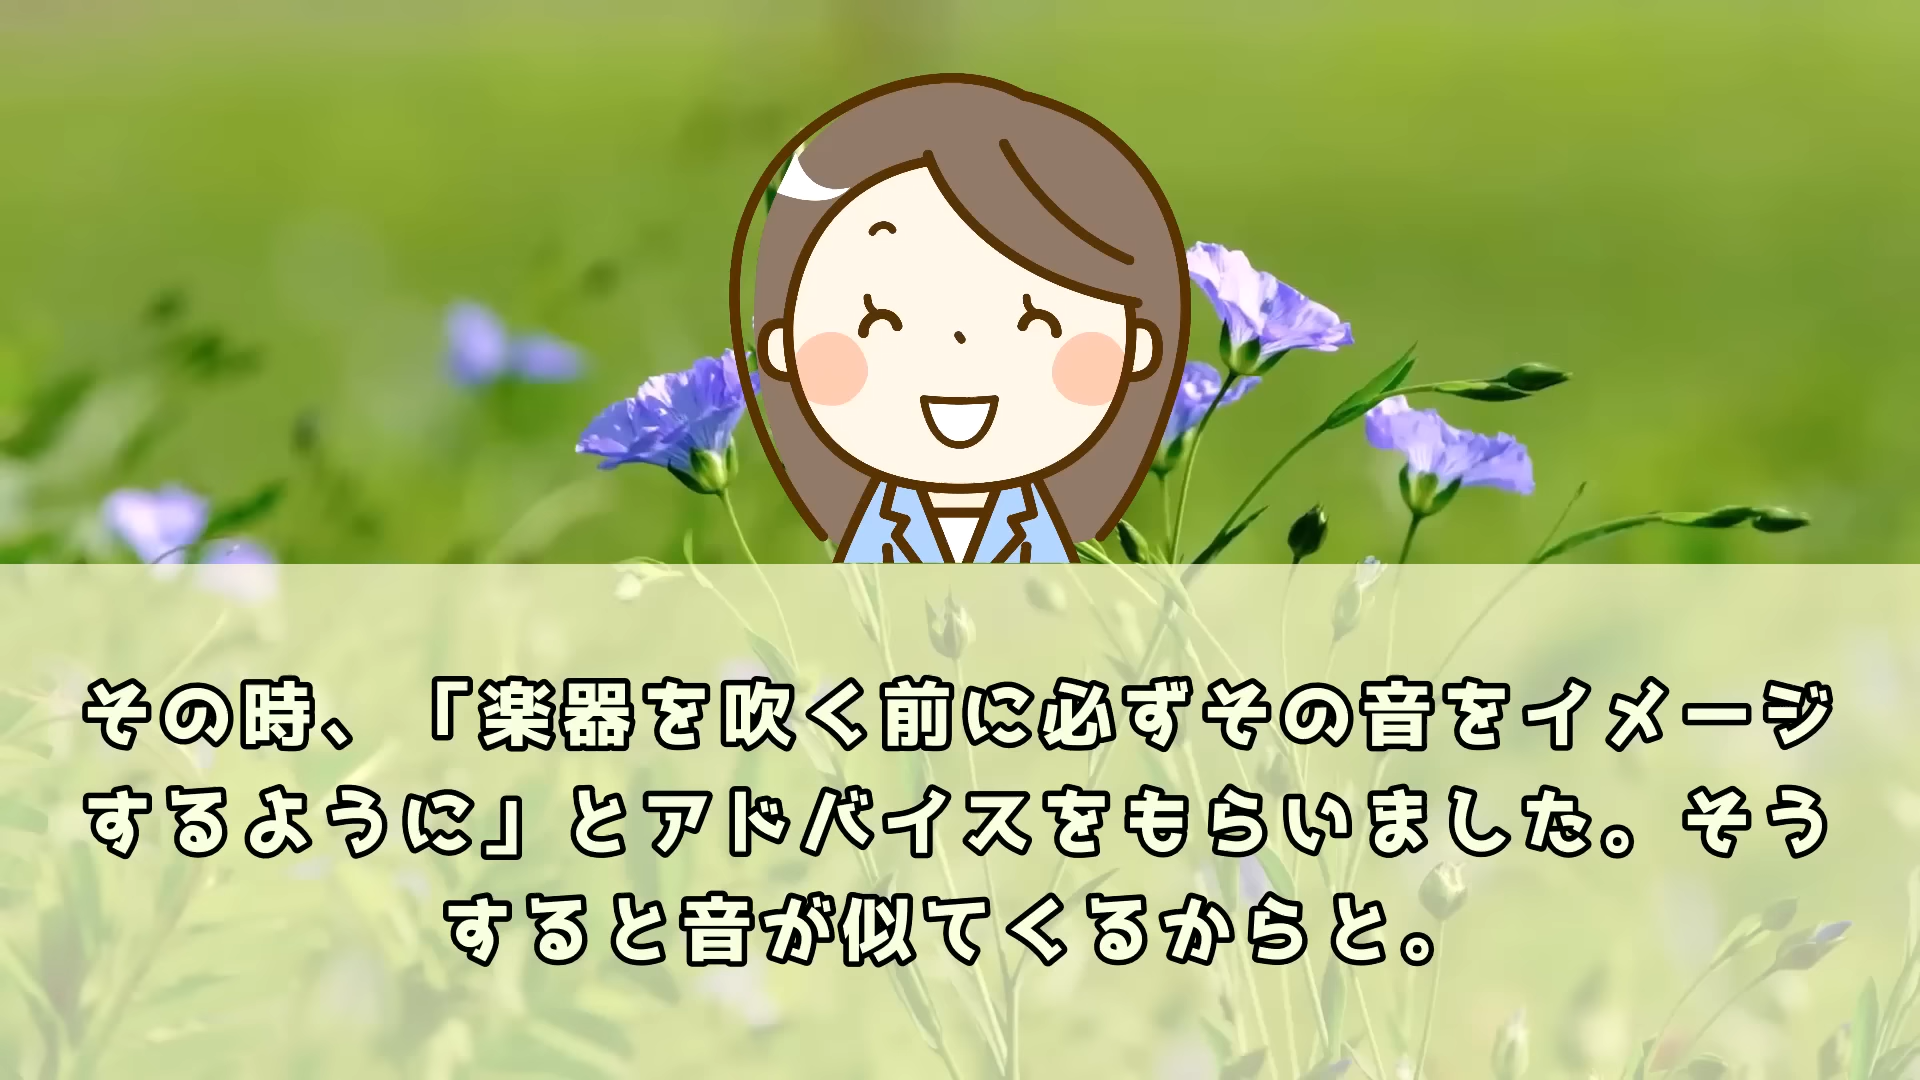 その時、「楽器を吹く前に必ずその音をイメージ
するように」とアドバイスをもらいました。そう
すると音が似てくるからと。